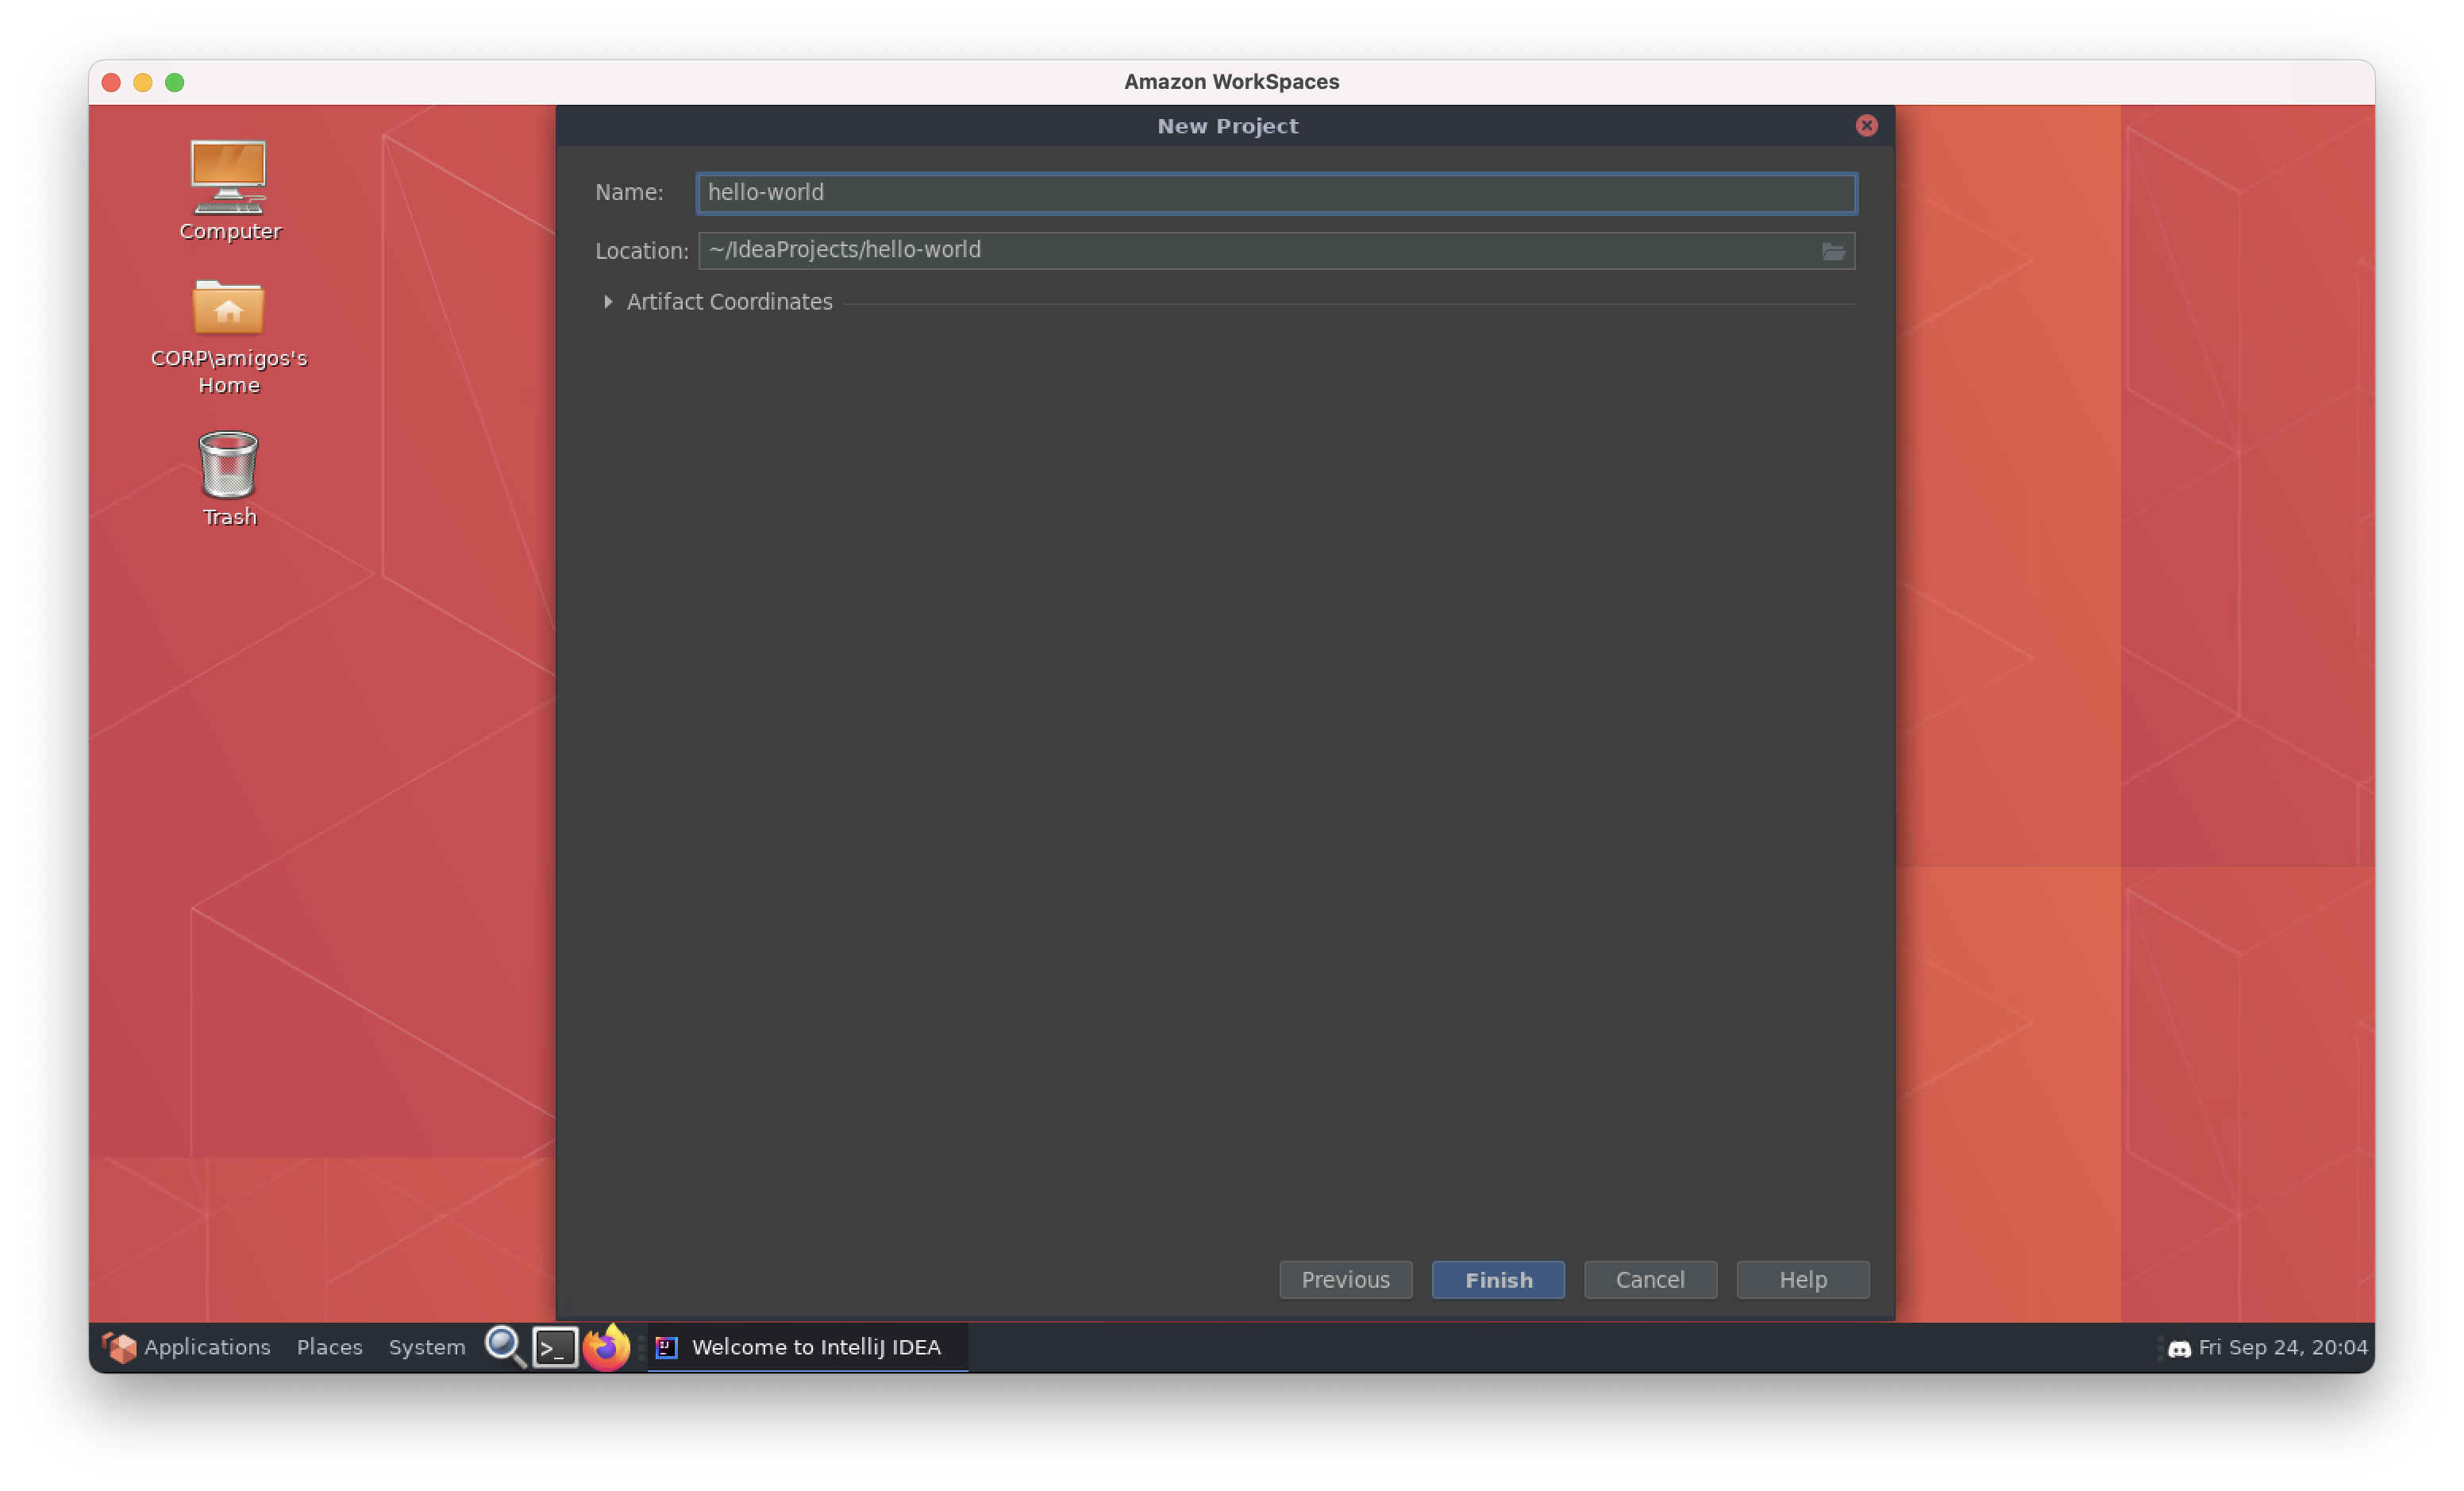 Amazon WorkSpaces
New Project
Computer
CORP\amigos's
Home
Trash
Name: hello-world
Location: ~/IdeaProjects/hello-world
Artifact Coordinates
Previous Finish Cancel Help
Applications Places System >_ IJ Welcome to IntelliJ IDEA Fri Sep 24, 20:04